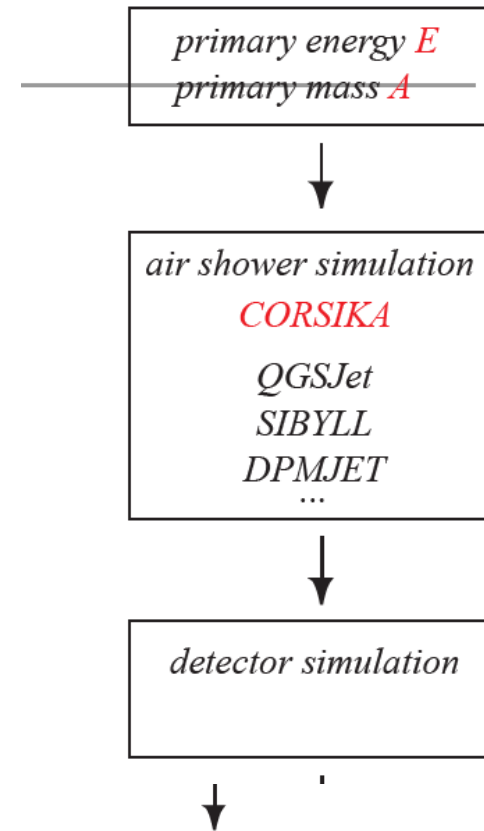 primary energy E
primary mass A
air shower simulation
CORSIKA
QGSJet
SIBYLL
DPMJET
...
detector simulation